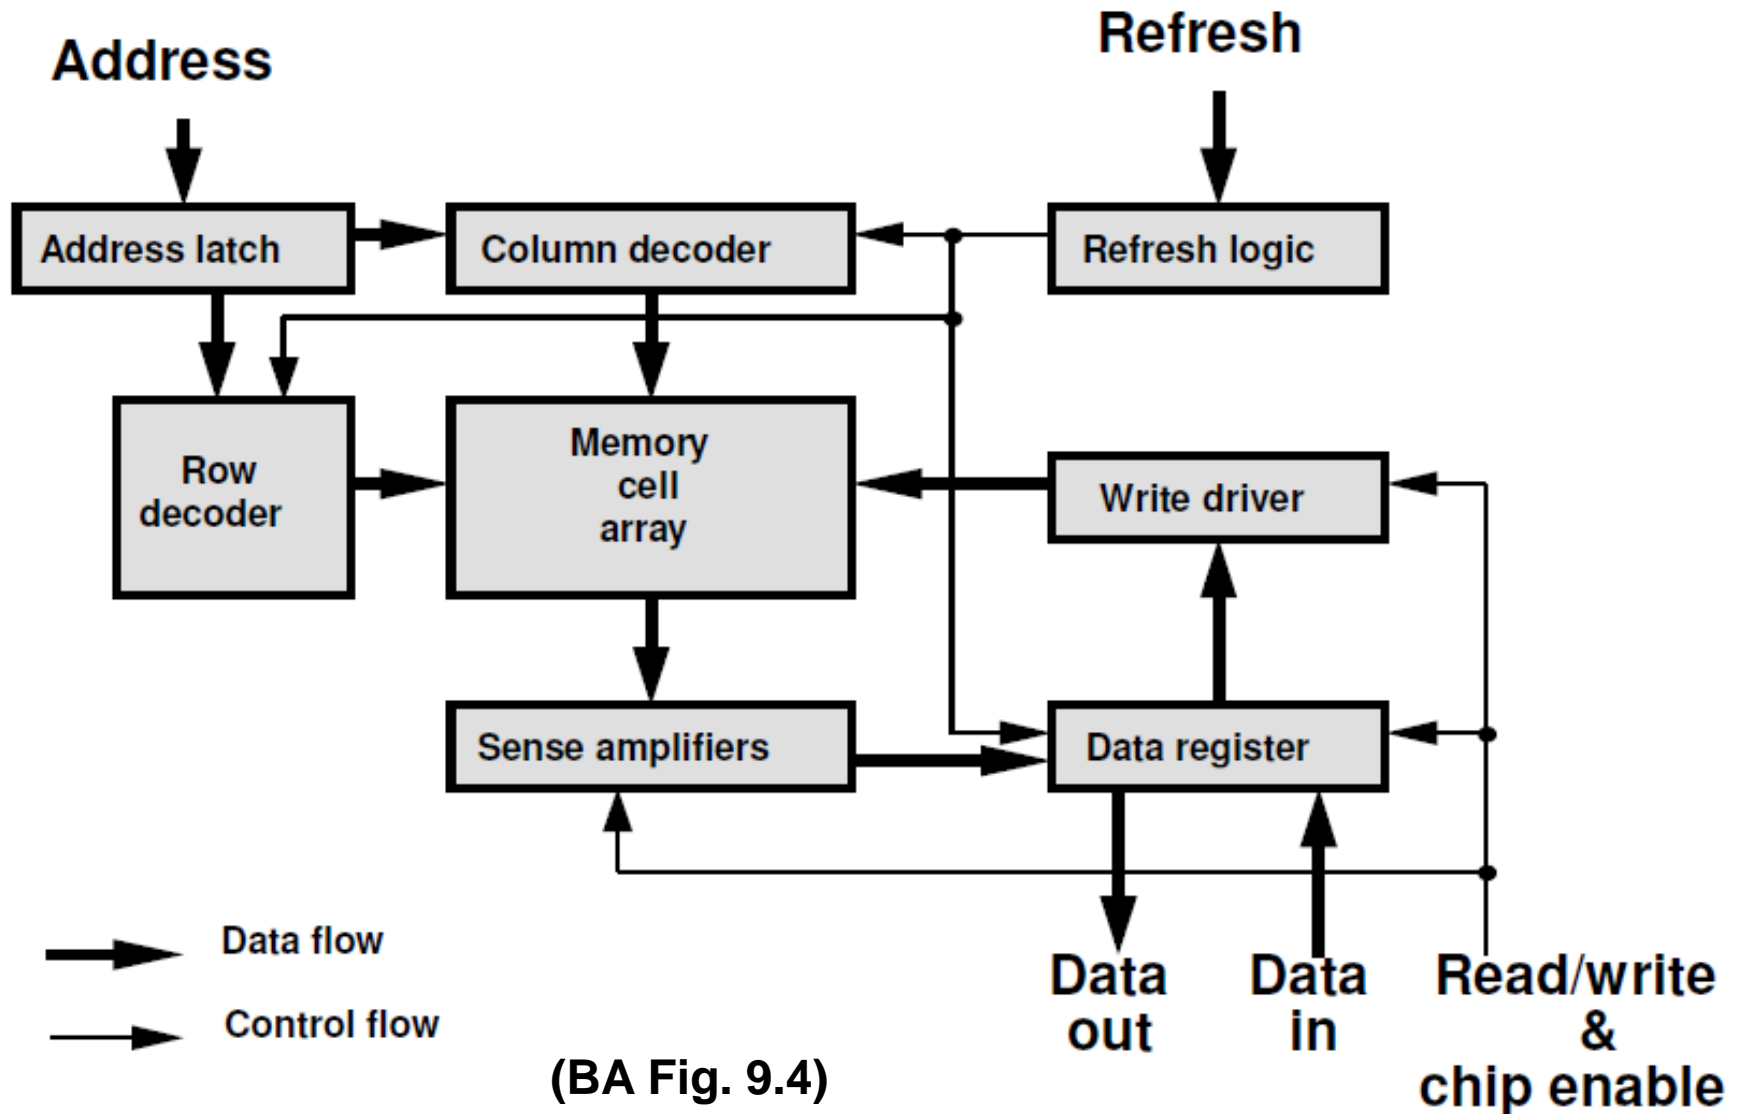 Address
Refresh
Address latch
Column decoder
Refresh logic
Row
decoder
Memory
cell
array
Write driver
Sense amplifiers
Data register
Data flow
Control flow
Data
out
Data
in
Read/write
&
chip enable
(BA Fig. 9.4)